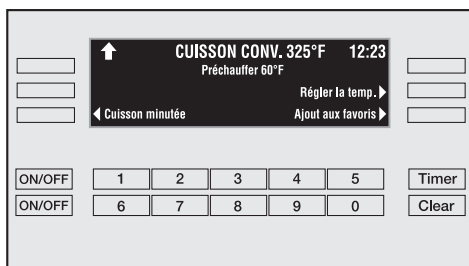 CUISSON CONV. 325°F 12:23
Préchauffer 60°F
Régler la temp.
Cuisson minutée Ajout aux favoris
ON/OFF 1 2 3 4 5 Timer
ON/OFF 6 7 8 9 0 Clear